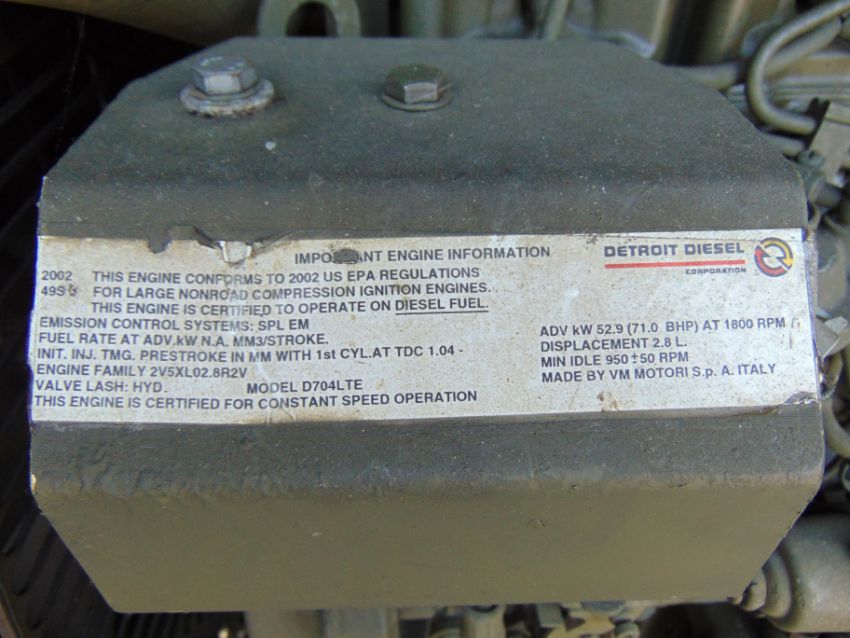 IMPORTANT ENGINE INFORMATION
DETROIT DIESEL
CORPORATION
2002 THIS ENGINE CONFORMS TO 2002 US EPA REGULATIONS
FOR LARGE NONROAD COMPRESSION IGNITION ENGINES.
THIS ENGINE IS CERTIFIED TO OPERATE ON DIESEL FUEL.
EMISSION CONTROL SYSTEMS: SPL EM
FUEL RATE AT ADV.kW N.A. MM3/STROKE.
INIT. INJ. TMG. PRESTROKE IN MM WITH 1st CYL.AT TDC 1.04 -
ENGINE FAMILY 2V5XL02.8R2V
VALVE LASH: HYD. MODEL D704LTE
THIS ENGINE IS CERTIFIED FOR CONSTANT SPEED OPERATION
ADV kW 52.9 (71.0 BHP) AT 1800 RPM
DISPLACEMENT 2.8 L.
MIN IDLE 950 ±50 RPM
MADE BY VM MOTORI S.p. A. ITALY